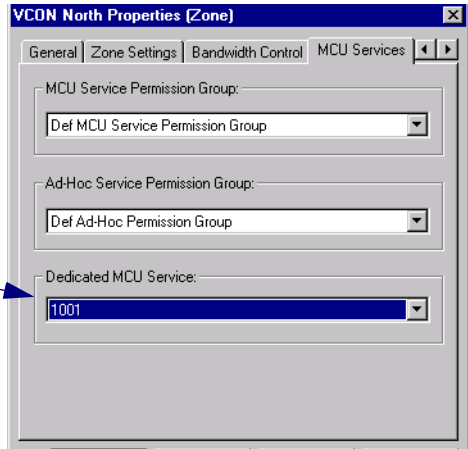 VCON North Properties (Zone)
General Zone Settings Bandwidth Control MCU Services
MCU Service Permission Group:
Def MCU Service Permission Group
Ad-Hoc Service Permission Group:
Def Ad-Hoc Permission Group
Dedicated MCU Service:
1001